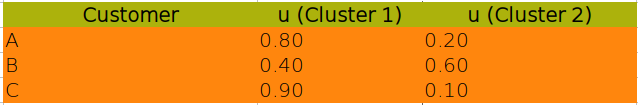 Customer u (Cluster 1) u (Cluster 2)
A 0.80 0.20
B 0.40 0.60
C 0.90 0.10